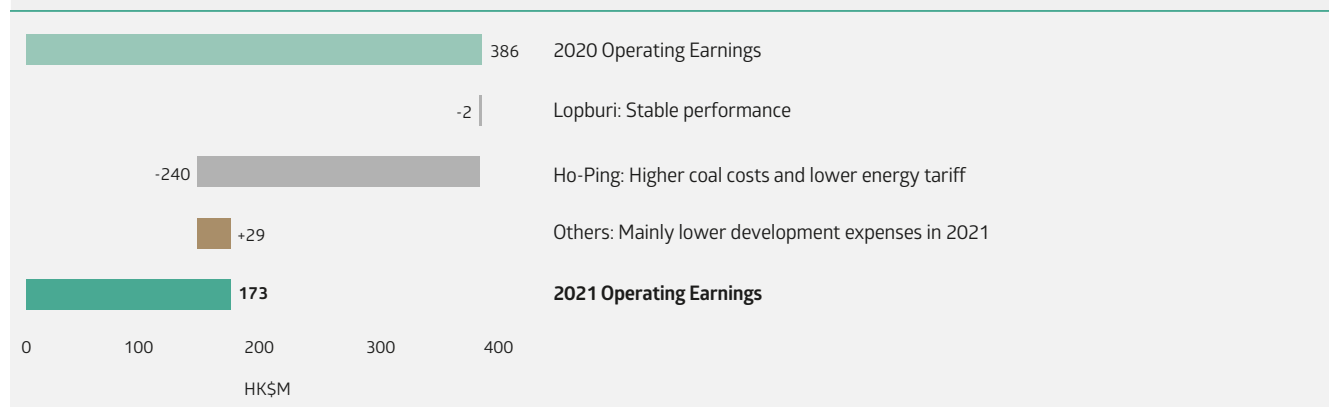 386 2020 Operating Earnings
-2 Lopburi: Stable performance
-240 Ho-Ping: Higher coal costs and lower energy tariff
+29 Others: Mainly lower development expenses in 2021
173 2021 Operating Earnings
0 100 200 300 400
HK$M